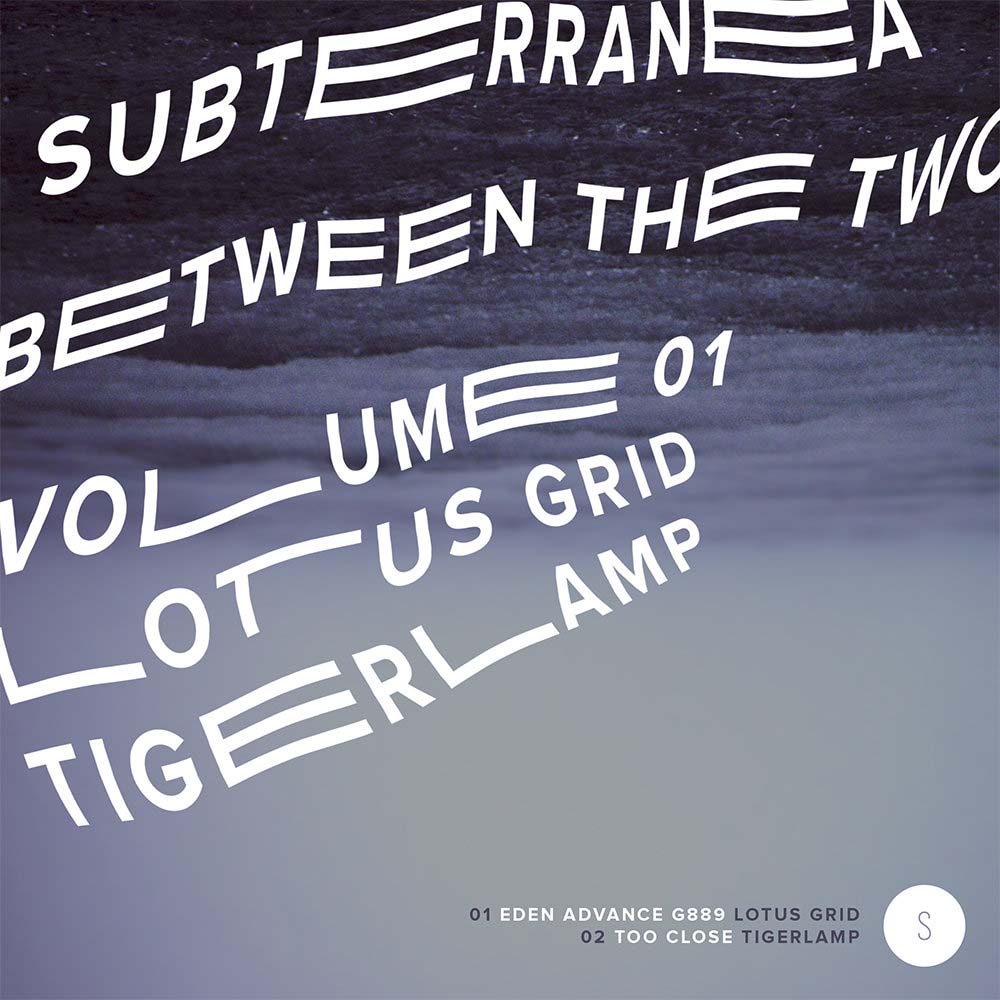 SUBTERRANEA
BETWEEN THE TWO
VOLUME 01
LOTUS GRID
TIGERLAMP
01 EDEN ADVANCE G889 LOTUS GRID
02 TOO CLOSE TIGERLAMP
S